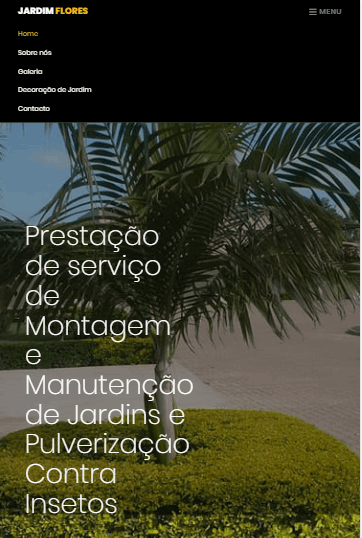 JARDIM FLORES
MENU
Home
Sobre nós
Galeria
Decoração de Jardim
Contacto
Prestação
de serviço
de
Montagem
e
Manutenção
de Jardins e
Pulverização
Contra
Insetos